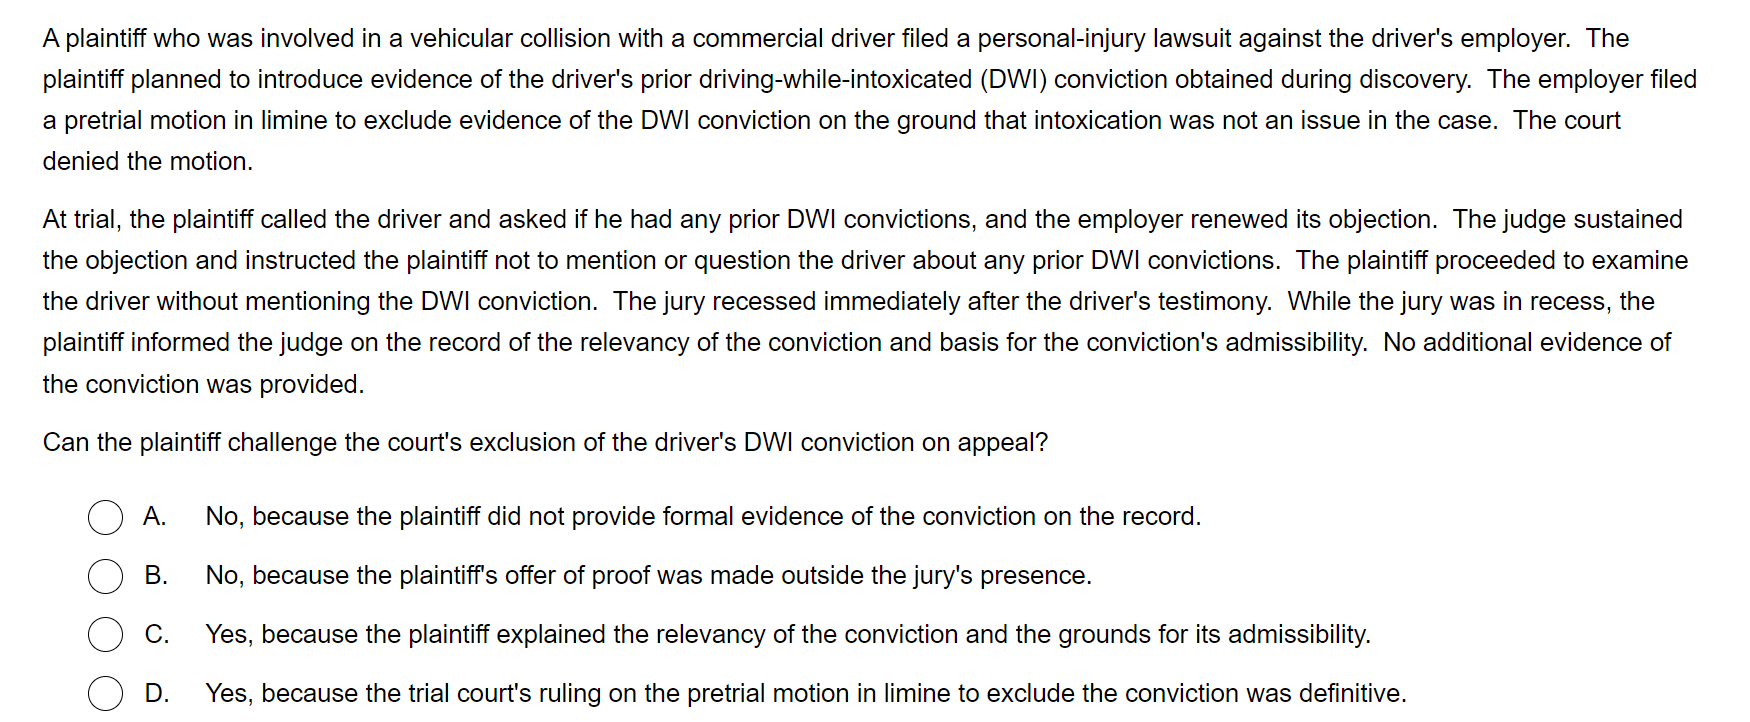 A plaintiff who was involved in a vehicular collision with a commercial driver filed a personal-injury lawsuit against the driver's employer.  The
plaintiff planned to introduce evidence of the driver's prior driving-while-intoxicated (DWI) conviction obtained during discovery.  The employer filed
a pretrial motion in limine to exclude evidence of the DWI conviction on the ground that intoxication was not an issue in the case.  The court
denied the motion.
At trial, the plaintiff called the driver and asked if he had any prior DWI convictions, and the employer renewed its objection.  The judge sustained
the objection and instructed the plaintiff not to mention or question the driver about any prior DWI convictions.  The plaintiff proceeded to examine
the driver without mentioning the DWI conviction.  The jury recessed immediately after the driver's testimony.  While the jury was in recess, the
plaintiff informed the judge on the record of the relevancy of the conviction and basis for the conviction's admissibility.  No additional evidence of
the conviction was provided.
Can the plaintiff challenge the court's exclusion of the driver's DWI conviction on appeal?
A. No, because the plaintiff did not provide formal evidence of the conviction on the record.
B. No, because the plaintiff's offer of proof was made outside the jury's presence.
C. Yes, because the plaintiff explained the relevancy of the conviction and the grounds for its admissibility.
D. Yes, because the trial court's ruling on the pretrial motion in limine to exclude the conviction was definitive.